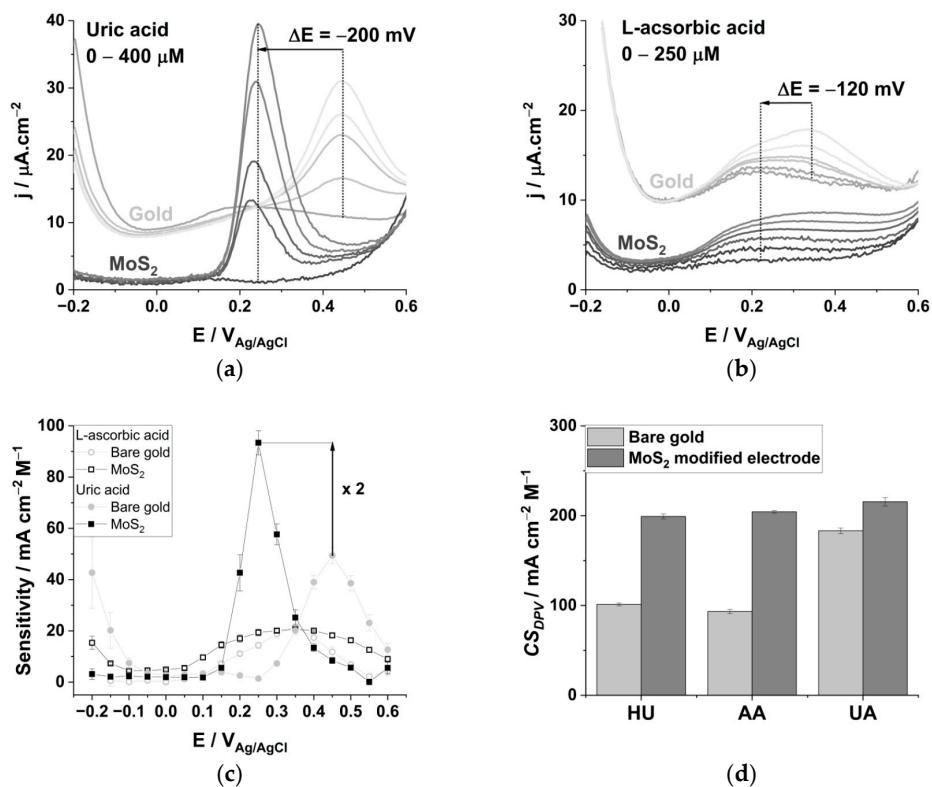 Uric acid
0 – 400 μM
ΔE = −200 mV
Gold
MoS₂
j / μA.cm⁻²
40
30
20
10
0
−0.2 0.0 0.2 0.4 0.6
E / V_Ag/AgCl
(a)
L-acsorbic acid
0 – 250 μM
ΔE = −120 mV
Gold
MoS₂
j / μA.cm⁻²
30
20
10
0
−0.2 0.0 0.2 0.4 0.6
E / V_Ag/AgCl
(b)
L-ascorbic acid
Bare gold
MoS₂
Uric acid
Bare gold
MoS₂
x 2
Sensitivity / mA cm⁻² M⁻¹
100
80
60
40
20
0
−0.2 −0.1 0.0 0.1 0.2 0.3 0.4 0.5 0.6
E / V_Ag/AgCl
(c)
Bare gold
MoS₂ modified electrode
CS_DPV / mA cm⁻² M⁻¹
300
200
100
0
HU AA UA
(d)